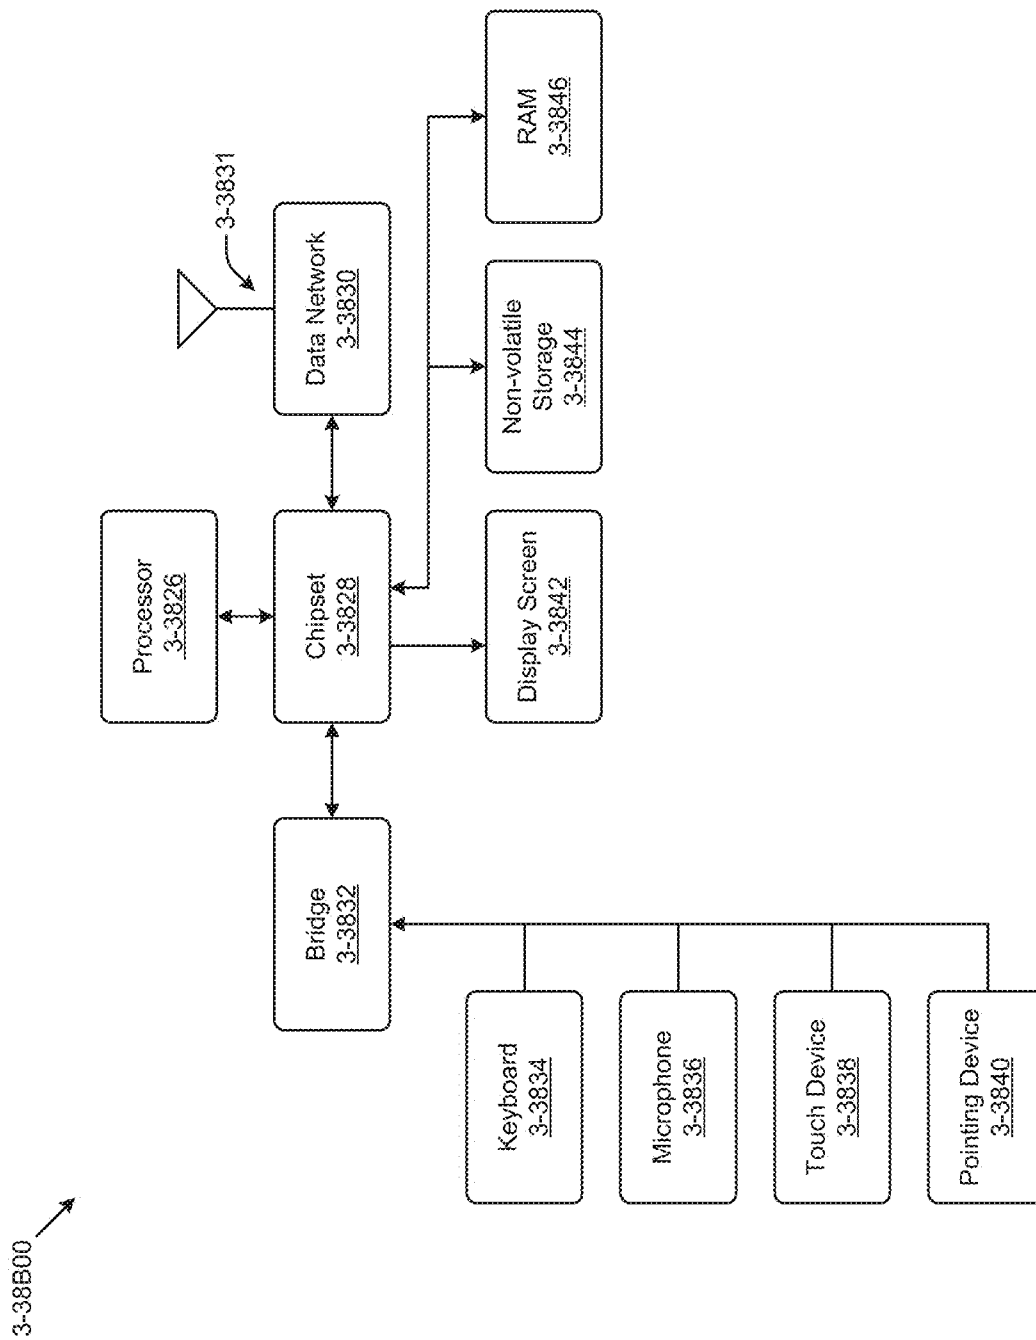 3-38B00
Processor
3-3826
3-3831
Bridge
3-3832
Chipset
3-3828
Data Network
3-3830
Keyboard
3-3834
Microphone
3-3836
Touch Device
3-3838
Pointing Device
3-3840
Display Screen
3-3842
Non-volatile
Storage
3-3844
RAM
3-3846